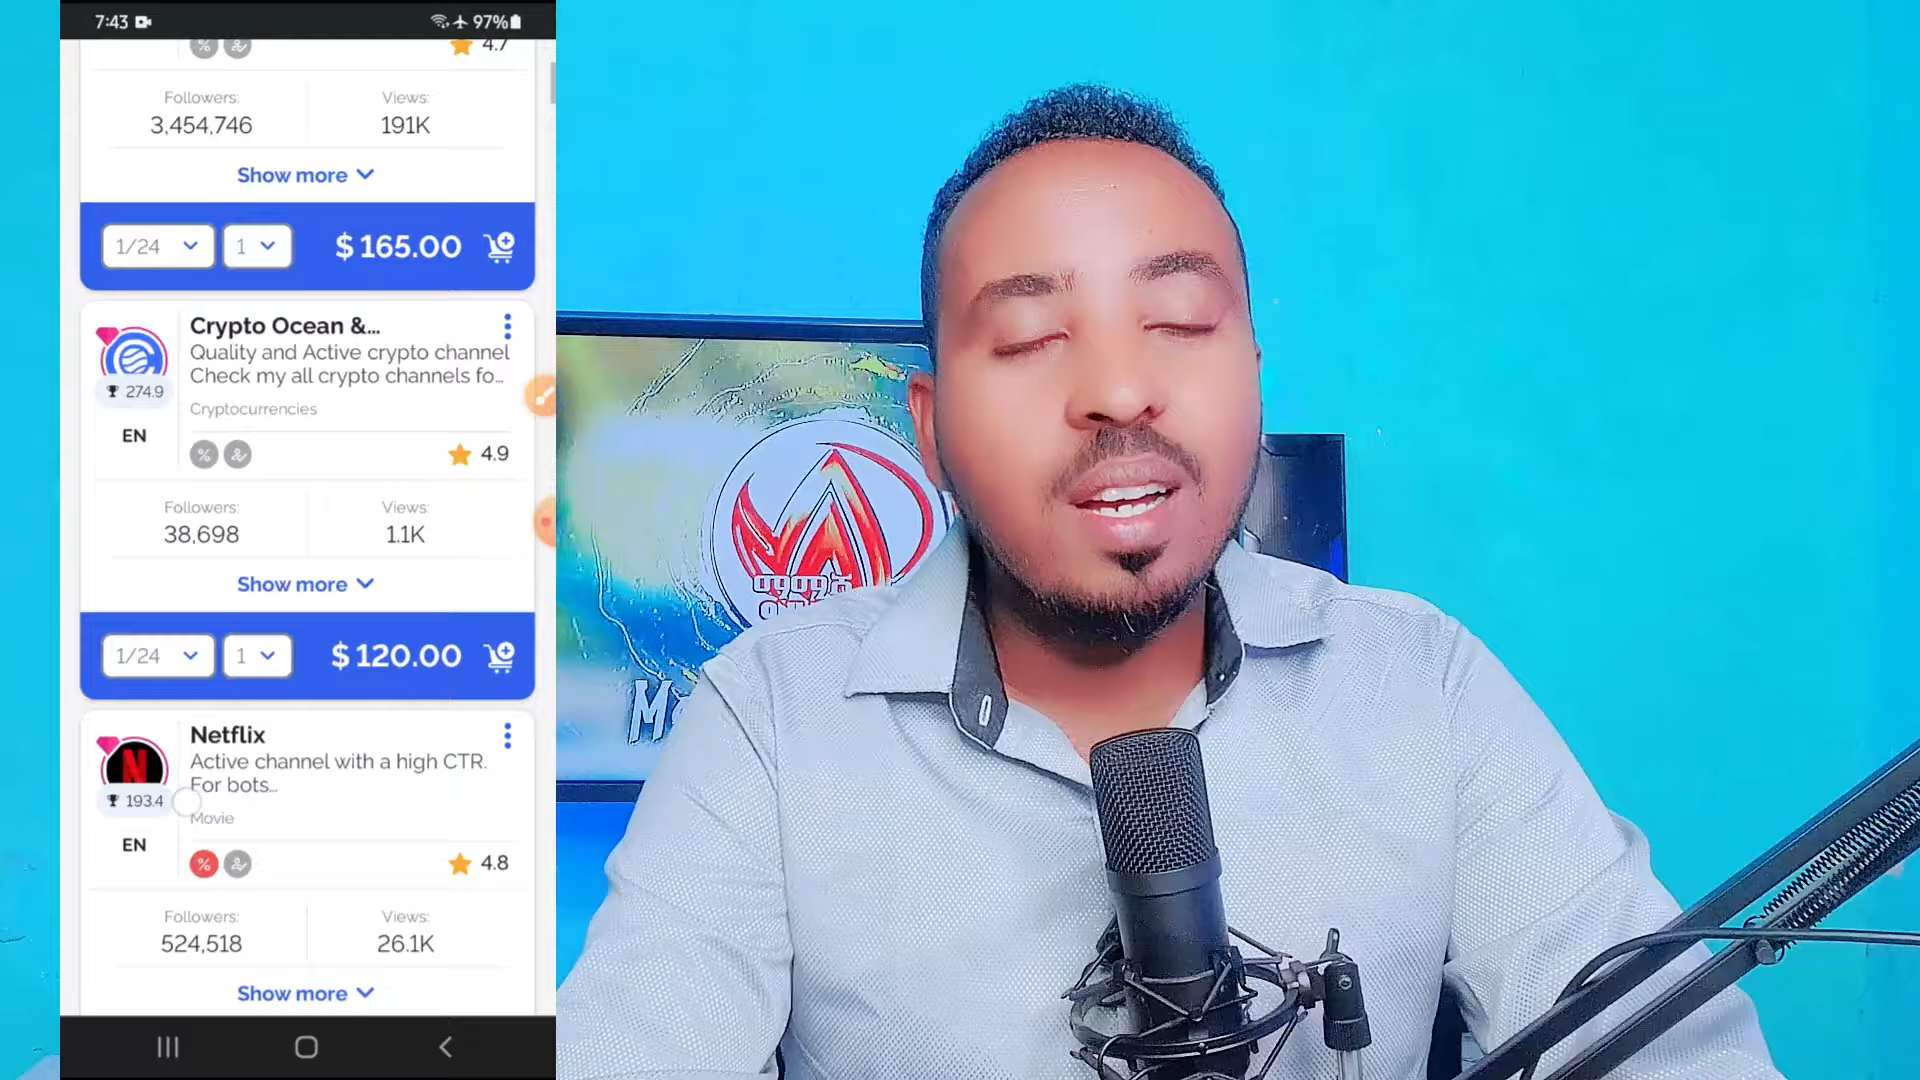 7:43
97%
4.7
Followers:
Views:
3,454,746
191K
Show more
1/24
1
$ 165.00
Crypto Ocean &...
Quality and Active crypto channel
Check my all crypto channels fo...
274.9
Cryptocurrencies
EN
%
4.9
Followers:
Views:
38,698
1.1K
Show more
1/24
1
$ 120.00
Netflix
N
Active channel with a high CTR.
For bots...
193.4
Movie
EN
%
4.8
Followers:
Views:
524,518
26.1K
Show more